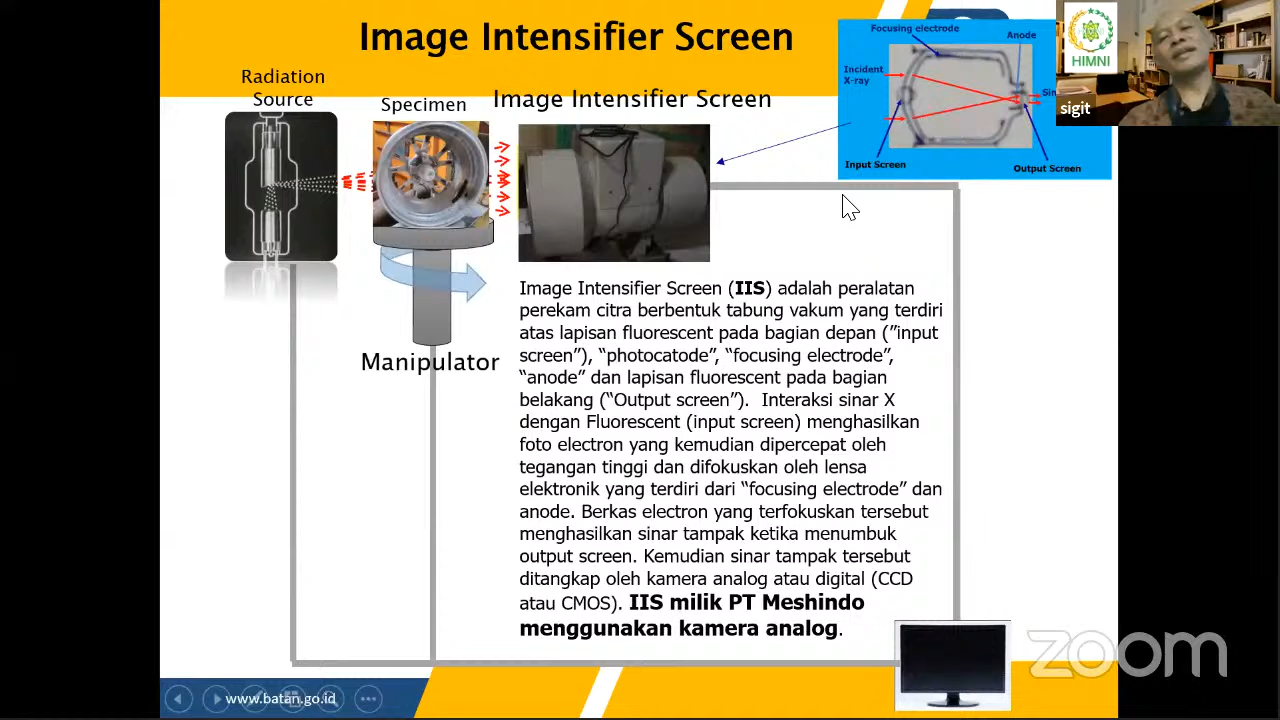 Image Intensifier Screen
Radiation
Source
Specimen
Image Intensifier Screen
Focusing electrode
Anode
Incident
X-ray
Input Screen
Output Screen
HIMNI
sigit
Manipulator
Image Intensifier Screen (IIS) adalah peralatan
perekam citra berbentuk tabung vakum yang terdiri
atas lapisan fluorescent pada bagian depan (”input
screen”), “photocatode”, “focusing electrode”,
“anode” dan lapisan fluorescent pada bagian
belakang (“Output screen”).  Interaksi sinar X
dengan Fluorescent (input screen) menghasilkan
foto electron yang kemudian dipercepat oleh
tegangan tinggi dan difokuskan oleh lensa
elektronik yang terdiri dari “focusing electrode” dan
anode. Berkas electron yang terfokuskan tersebut
menghasilkan sinar tampak ketika menumbuk
output screen. Kemudian sinar tampak tersebut
ditangkap oleh kamera analog atau digital (CCD
atau CMOS). IIS milik PT Meshindo
menggunakan kamera analog.
www.batan.go.id
zoom